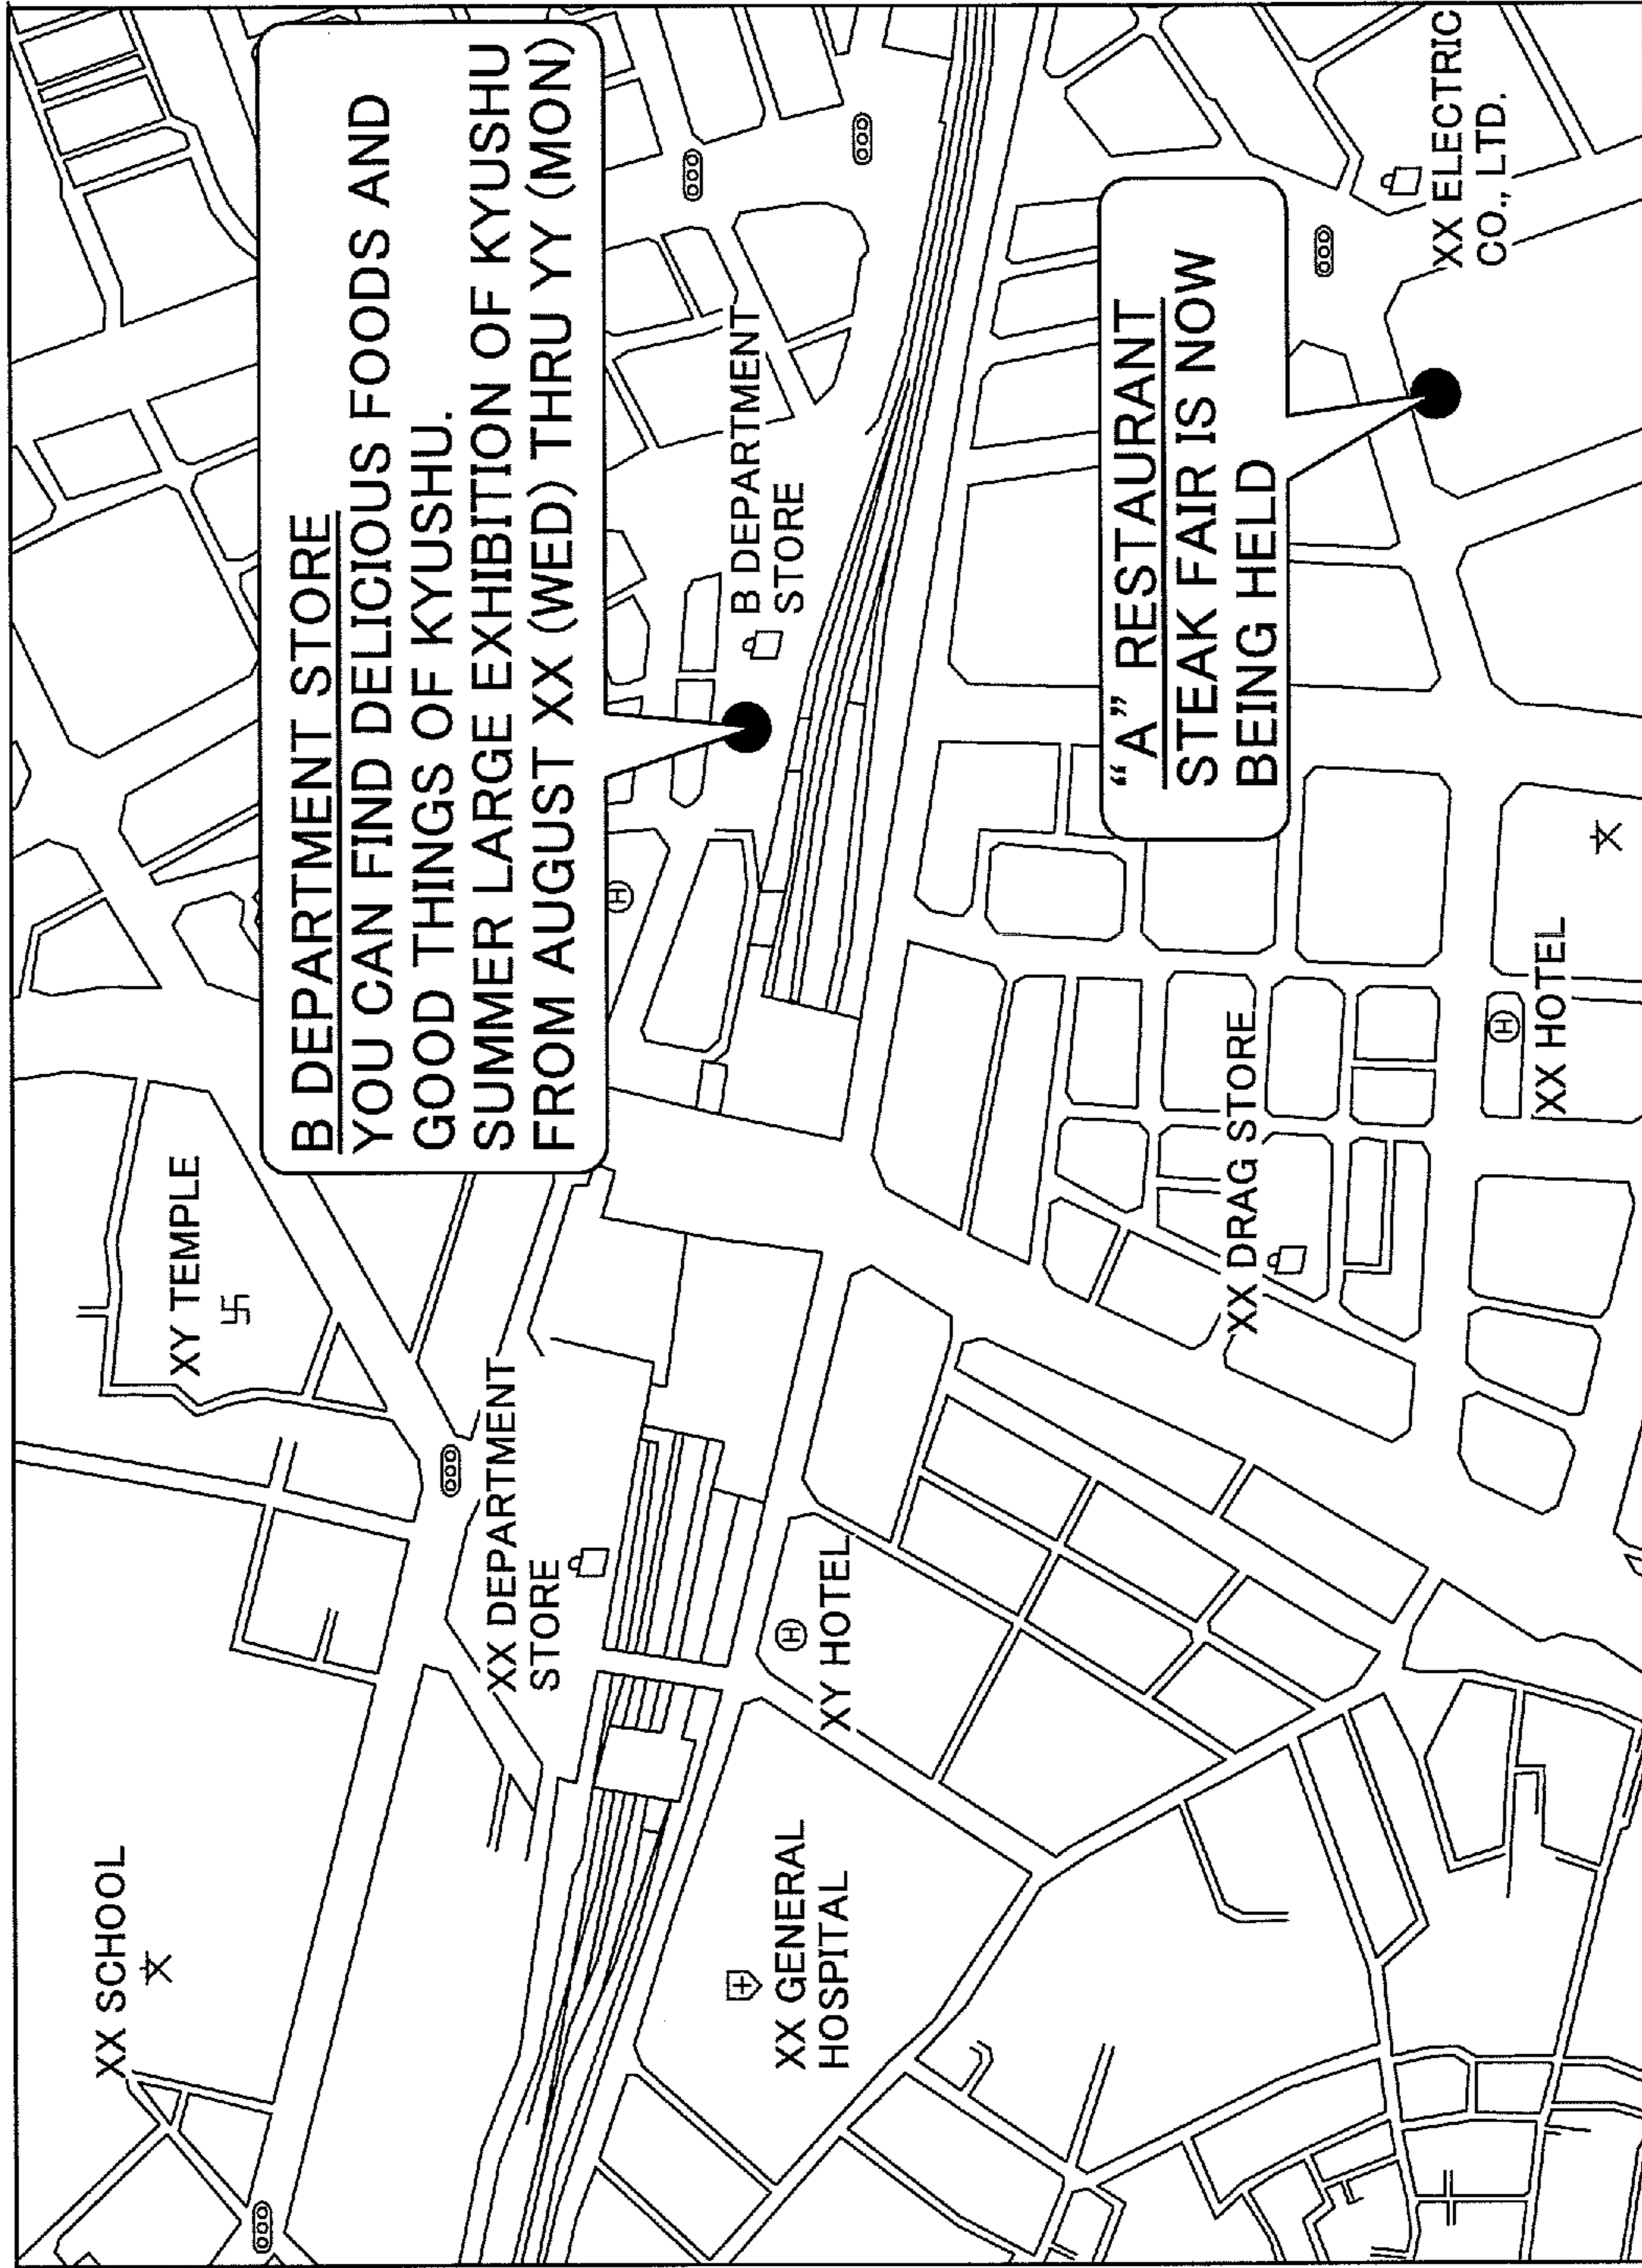 XX SCHOOL
XY TEMPLE
B DEPARTMENT STORE
YOU CAN FIND DELICIOUS FOODS AND
GOOD THINGS OF KYUSHU.
SUMMER LARGE EXHIBITION OF KYUSHU
FROM AUGUST XX (WED) THRU YY (MON)
XX DEPARTMENT
STORE
H
B DEPARTMENT
STORE
XX GENERAL
HOSPITAL
H
XY HOTEL
“A” RESTAURANT
STEAK FAIR IS NOW
BEING HELD
XX DRAG STORE
XX ELECTRIC
CO., LTD.
H
XX HOTEL